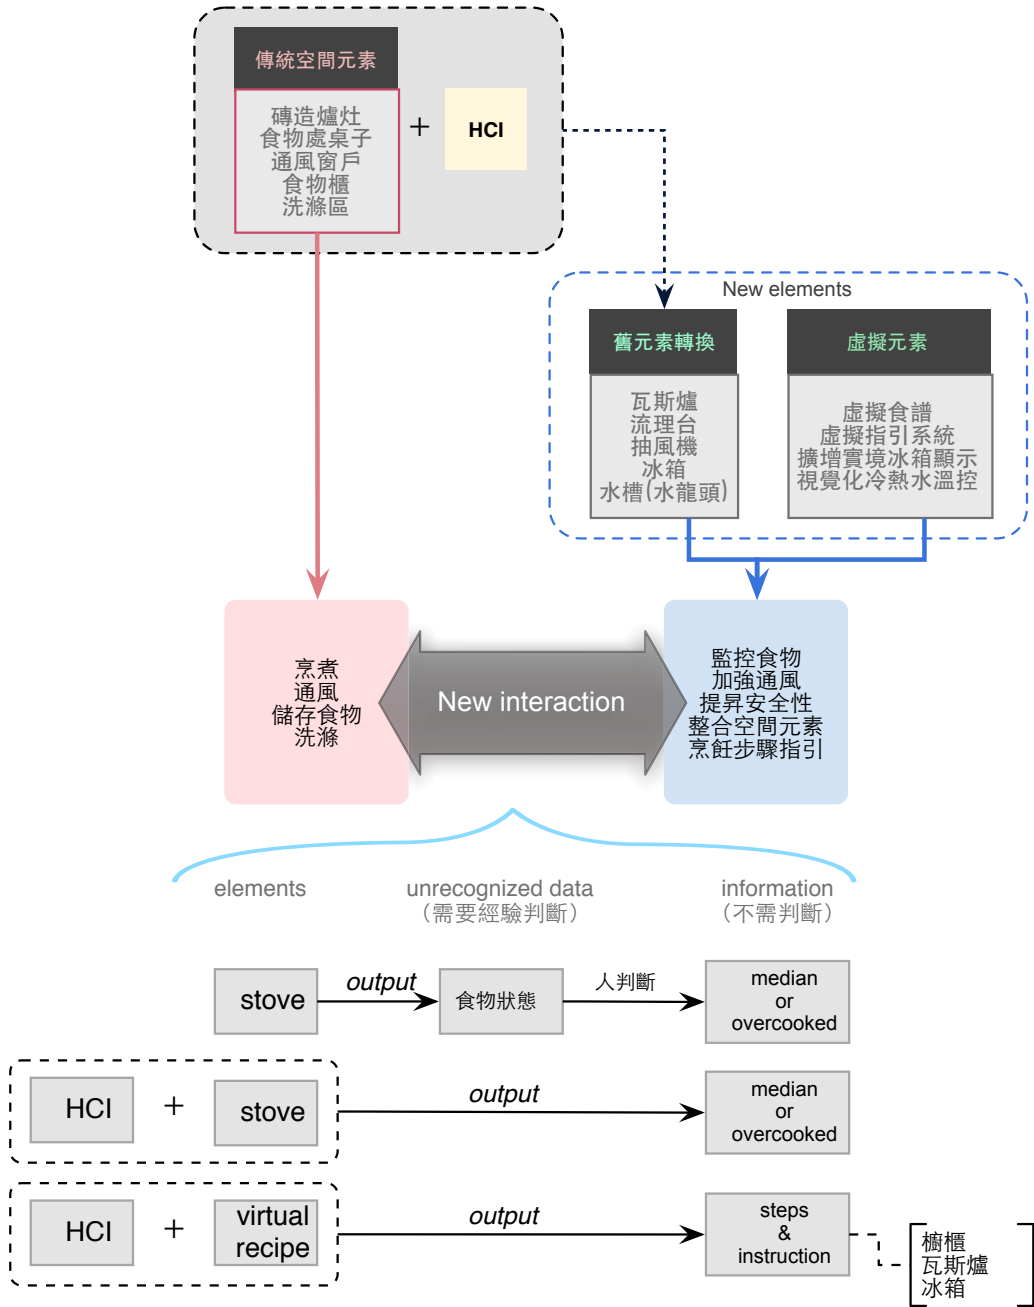 傳統空間元素
磚造爐灶
食物處桌子
通風窗戶
食物櫃
洗滌區
+
HCI
New elements
舊元素轉換
瓦斯爐
流理台
抽風機
冰箱
水槽(水龍頭)
虛擬元素
虛擬食譜
虛擬指引系統
擴增實境冰箱顯示
視覺化冷熱水溫控
烹煮
通風
儲存食物
洗滌
New interaction
監控食物
加強通風
提昇安全性
整合空間元素
烹飪步驟指引
elements
unrecognized data
（需要經驗判斷）
information
（不需判斷）
stove
output
食物狀態
人判斷
median
or
overcooked
HCI
+
stove
output
median
or
overcooked
HCI
+
virtual
recipe
output
steps
&
instruction
櫥櫃
瓦斯爐
冰箱